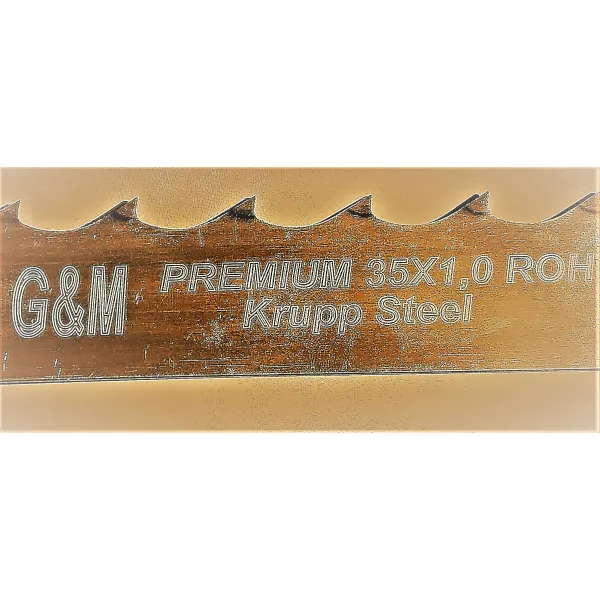 G&M PREMIUM 35X1,0 ROH
Krupp Steel